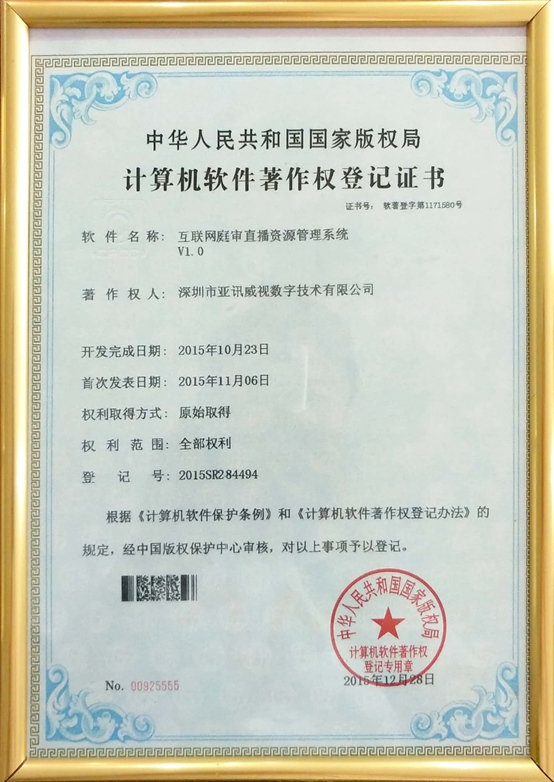 中华人民共和国国家版权局
计算机软件著作权登记证书
证书号： 软著登字第1171580号
软件名称： 互联网庭审直播资源管理系统
V1.0
著作权人： 深圳市亚讯威视数字技术有限公司
开发完成日期： 2015年10月23日
首次发表日期： 2015年11月06日
权利取得方式： 原始取得
权利范围： 全部权利
登记号： 2015SR284494
根据《计算机软件保护条例》和《计算机软件著作权登记办法》的
规定，经中国版权保护中心审核，对以上事项予以登记。
中华人民共和国国家版权局
计算机软件著作权
登记专用章
No. 00925555
2015年12月28日